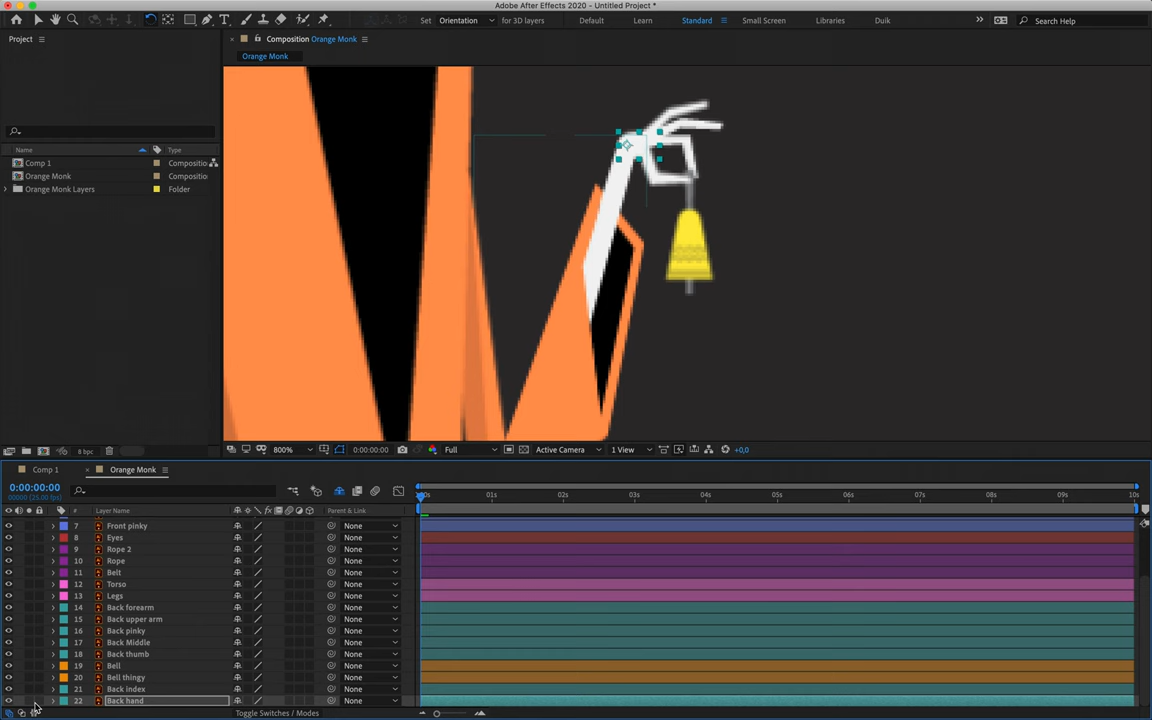 Adobe After Effects 2020 - Untitled Project *
Set Orientation for 3D layers Default Learn Standard Small Screen Libraries Duik Search Help
Project
Composition Orange Monk
Orange Monk
Name Type
Comp 1 Compositio
Orange Monk Compositio
Orange Monk Layers Folder
8 bpc
800% 0:00:00:00 Full Active Camera 1 View +0,0
Comp 1 Orange Monk
0:00:00:00
00000 (25.00 fps)
# Layer Name Parent & Link
01s 02s 03s 04s 05s 06s 07s 08s 09s 10s
7 Front pinky None
8 Eyes None
9 Rope 2 None
10 Rope None
11 Belt None
12 Torso None
13 Legs None
14 Back forearm None
15 Back upper arm None
16 Back pinky None
17 Back Middle None
18 Back thumb None
19 Bell None
20 Bell thingy None
21 Back index None
22 Back hand None
Toggle Switches / Modes